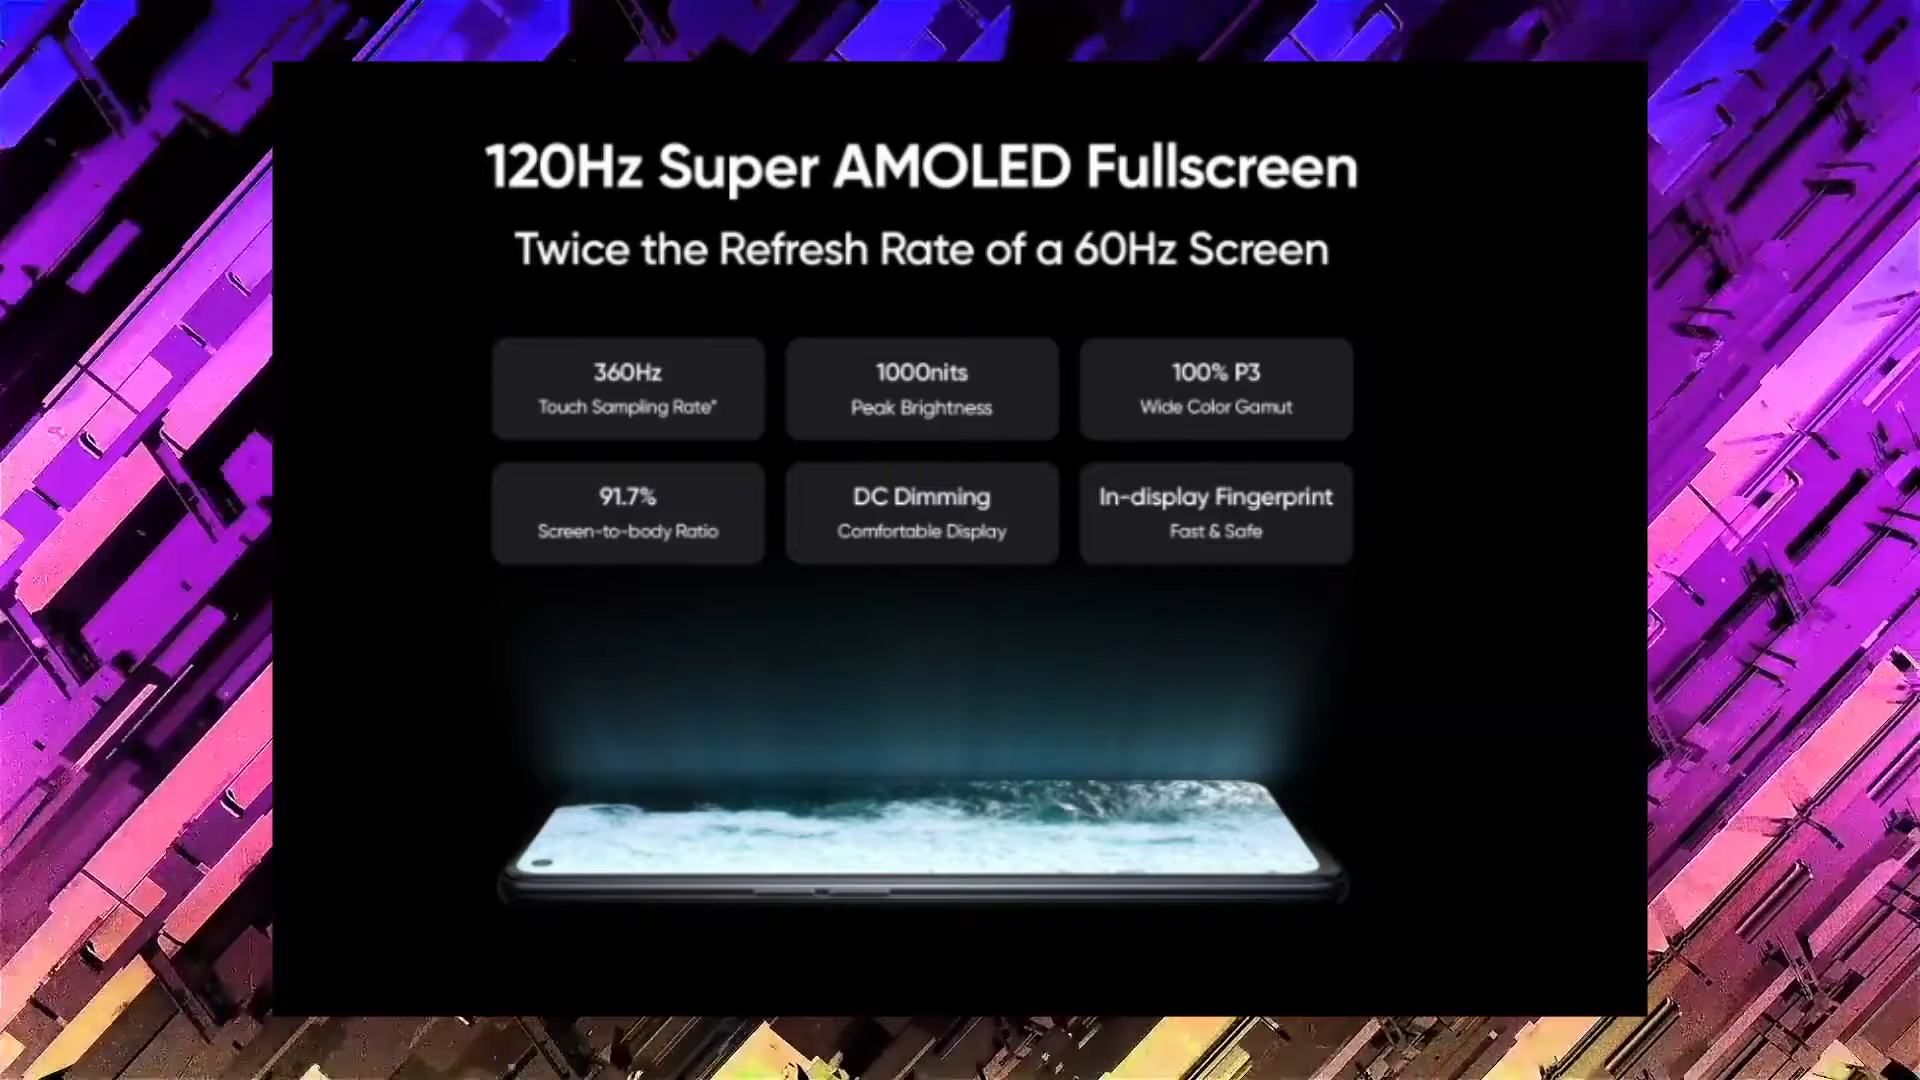 120Hz Super AMOLED Fullscreen
Twice the Refresh Rate of a 60Hz Screen
360Hz
Touch Sampling Rate*
1000nits
Peak Brightness
100% P3
Wide Color Gamut
91.7%
Screen-to-body Ratio
DC Dimming
Comfortable Display
In-display Fingerprint
Fast & Safe